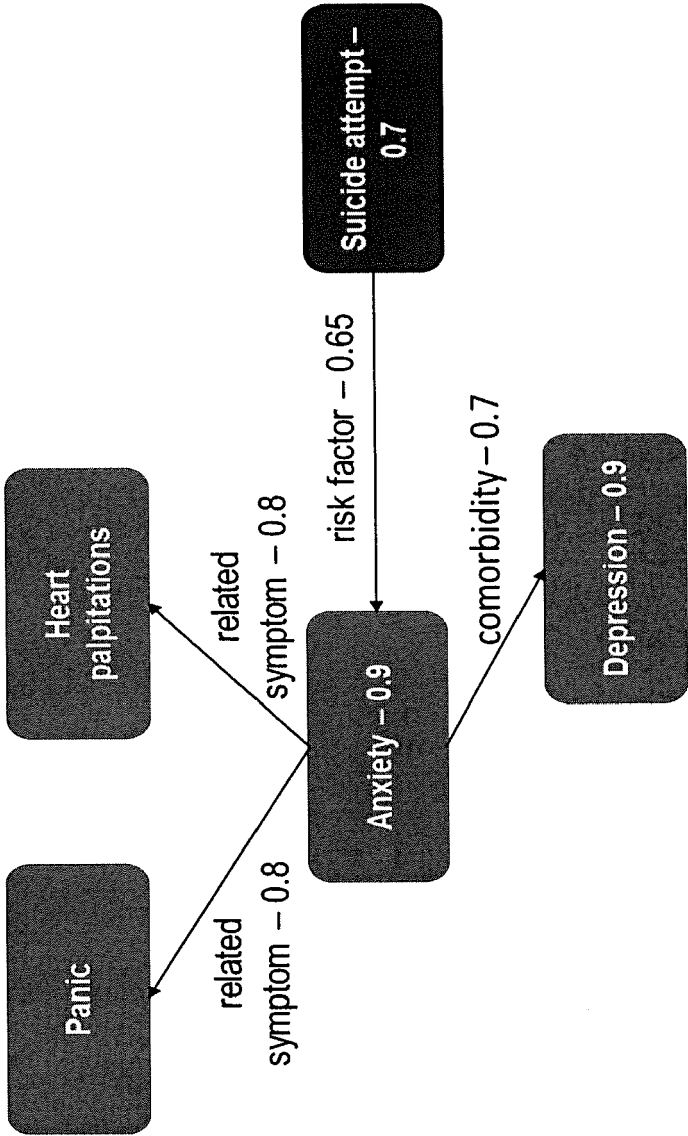 Panic
Heart
palpitations
related
symptom – 0.8
related
symptom – 0.8
Anxiety – 0.9
risk factor – 0.65
Suicide attempt –
0.7
comorbidity – 0.7
Depression – 0.9